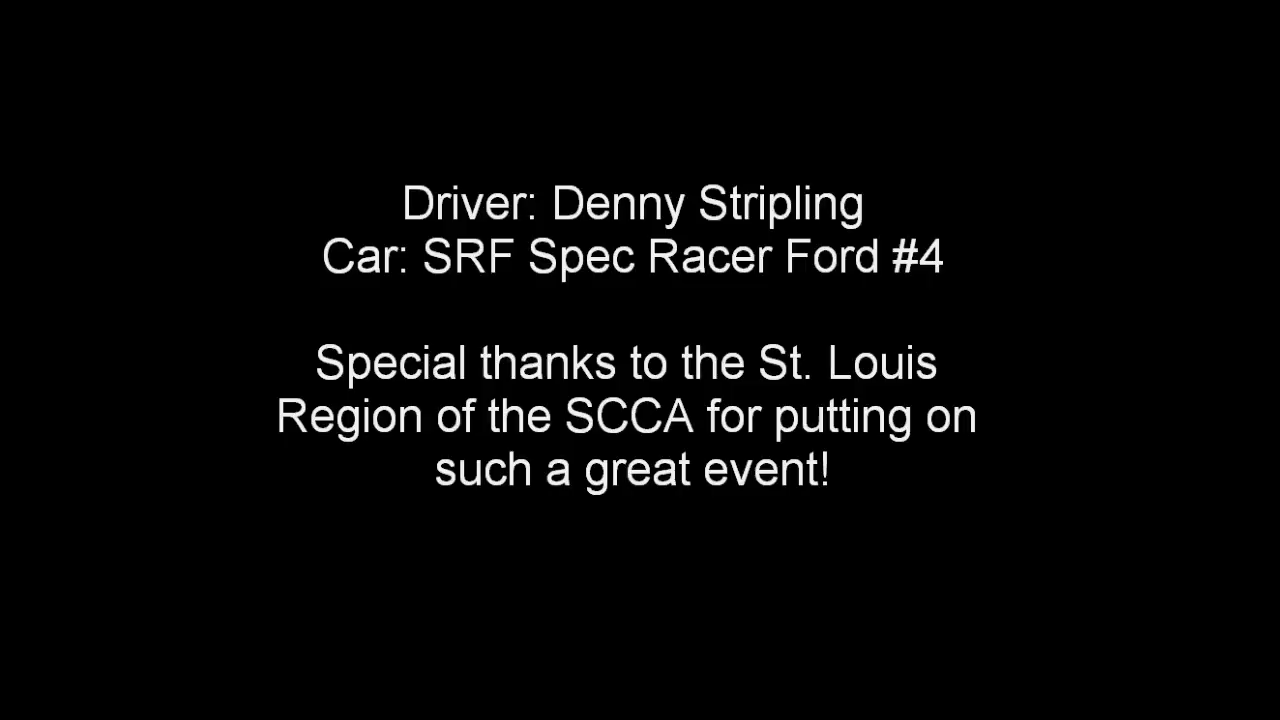 Driver: Denny Stripling
Car: SRF Spec Racer Ford #4
Special thanks to the St. Louis
Region of the SCCA for putting on
such a great event!